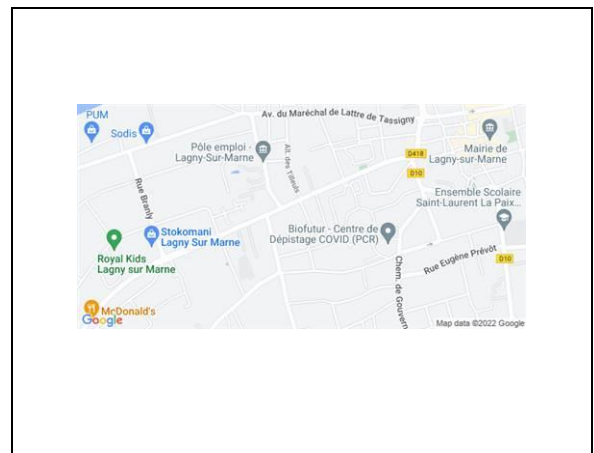 PUM
Sodis
Av. du Maréchal de Lattre de Tassigny
Pôle emploi -
Lagny-Sur-Marne
All. des Tilleuls
D418
Mairie de
Lagny-sur-Marne
D10
Rue Branly
Ensemble Scolaire
Saint-Laurent La Paix...
Stokomani
Lagny Sur Marne
Biofutur - Centre de
Dépistage COVID (PCR)
Royal Kids
Lagny sur Marne
Chem. de Gouvern
Rue Eugène Prévôt
D10
McDonald's
Google
Map data ©2022 Google